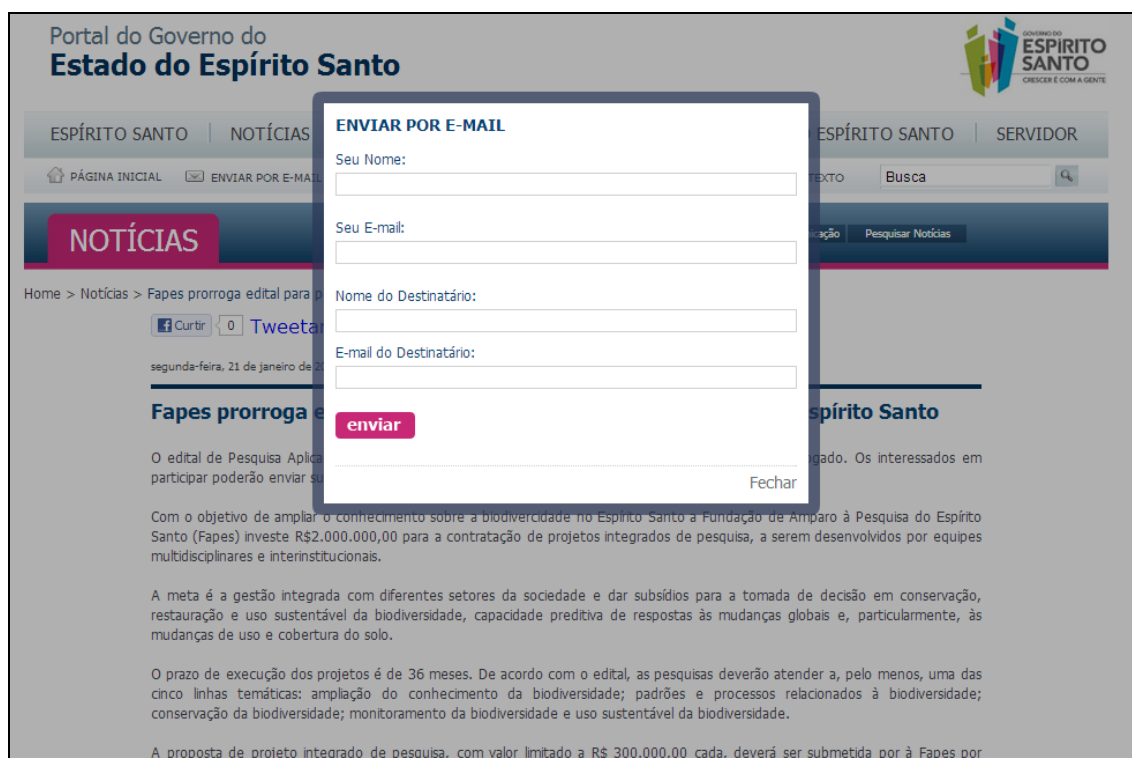 Portal do Governo do
Estado do Espírito Santo
GOVERNO DO
ESPÍRITO
SANTO
CRESCER É COM A GENTE
ESPÍRITO SANTO NOTÍCIAS ESPÍRITO SANTO SERVIDOR
PÁGINA INICIAL ENVIAR POR E-MAIL TEXTO Busca
NOTÍCIAS
Pesquisar Notícias
Home > Notícias > Fapes prorroga edital para p
Curtir 0 Tweetar
segunda-feira, 21 de janeiro de
ENVIAR POR E-MAIL
Seu Nome:
Seu E-mail:
Nome do Destinatário:
E-mail do Destinatário:
enviar
Fechar
Fapes prorroga e spírito Santo
O edital de Pesquisa Aplica gado. Os interessados em
participar poderão enviar su
Com o objetivo de ampliar o conhecimento sobre a biodivercidade no Espírito Santo a Fundação de Amparo à Pesquisa do Espírito
Santo (Fapes) investe R$2.000.000,00 para a contratação de projetos integrados de pesquisa, a serem desenvolvidos por equipes
multidisciplinares e interinstitucionais.
A meta é a gestão integrada com diferentes setores da sociedade e dar subsídios para a tomada de decisão em conservação,
restauração e uso sustentável da biodiversidade, capacidade preditiva de respostas às mudanças globais e, particularmente, às
mudanças de uso e cobertura do solo.
O prazo de execução dos projetos é de 36 meses. De acordo com o edital, as pesquisas deverão atender a, pelo menos, uma das
cinco linhas temáticas: ampliação do conhecimento da biodiversidade; padrões e processos relacionados à biodiversidade;
conservação da biodiversidade; monitoramento da biodiversidade e uso sustentável da biodiversidade.
A proposta de projeto integrado de pesquisa, com valor limitado a R$ 300.000,00 cada, deverá ser submetida por à Fapes por